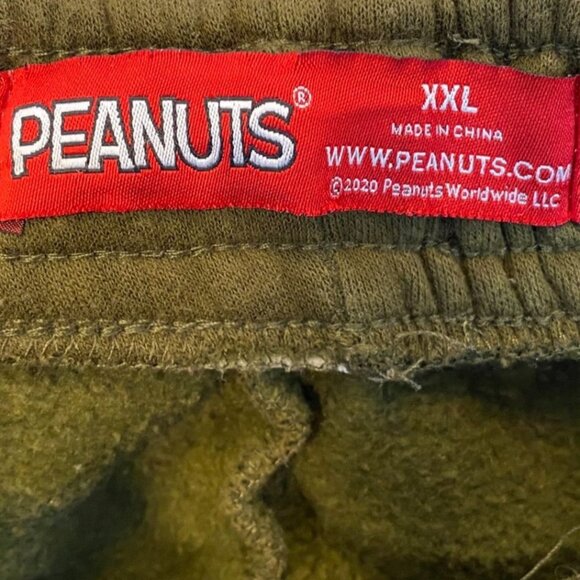 PEANUTS®
XXL
MADE IN CHINA
WWW.PEANUTS.COM
©2020 Peanuts Worldwide LLC